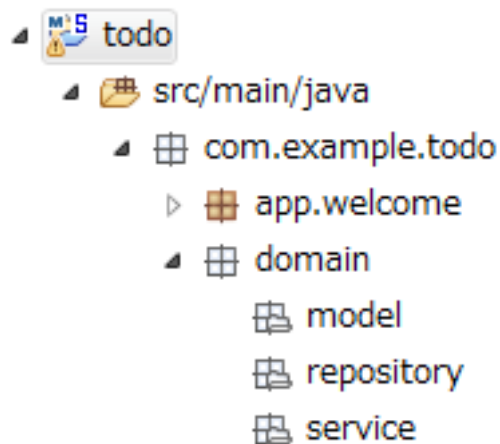 todo
src/main/java
com.example.todo
app.welcome
domain
model
repository
service